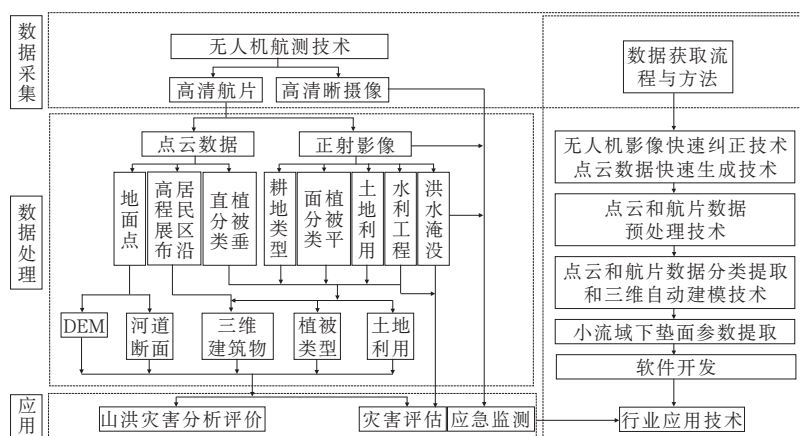 数据采集
无人机航测技术
高清航片
高清晰摄像
数据处理
点云数据
正射影像
地面点
居民区沿
高程展布
植被垂
直分类
耕地类型
植被平
面分类
土地利用
水利工程
洪水淹没
DEM
河道
断面
三维
建筑物
植被
类型
土地
利用
应用
山洪灾害分析评价
灾害评估
应急监测
数据获取流
程与方法
无人机影像快速纠正技术
点云数据快速生成技术
点云和航片数据
预处理技术
点云和航片数据分类提取
和三维自动建模技术
小流域下垫面参数提取
软件开发
行业应用技术